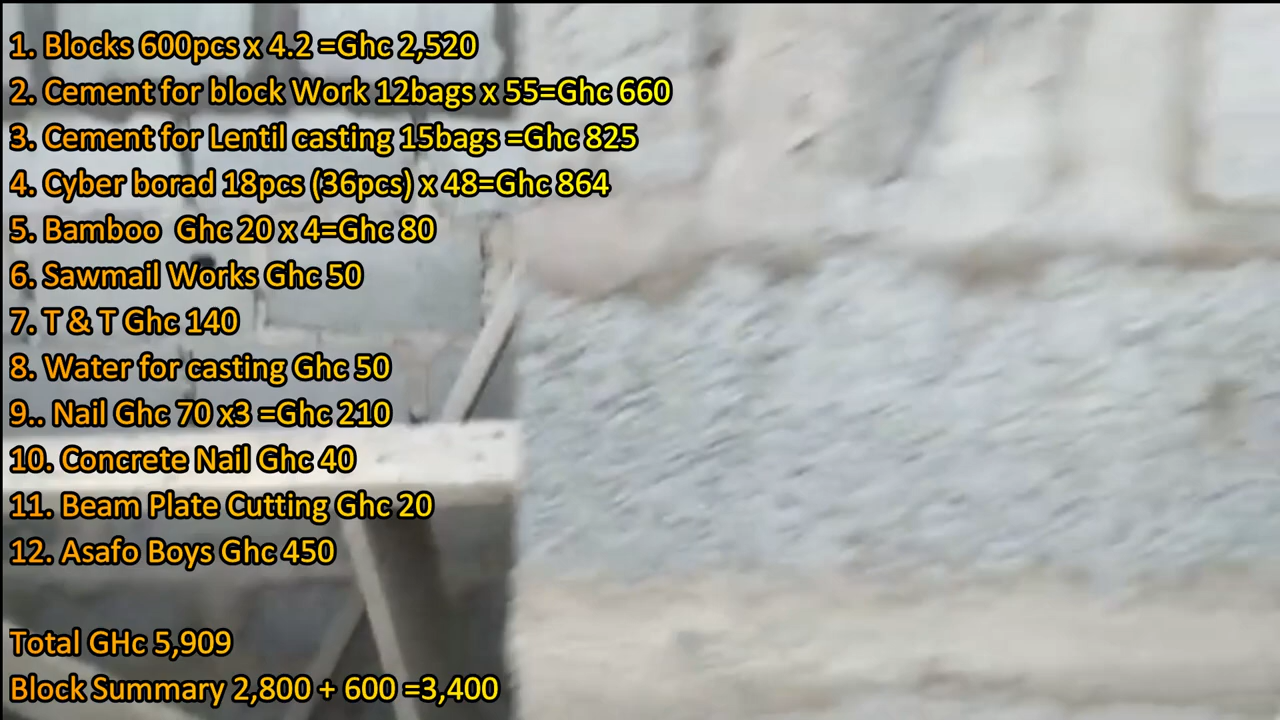 1. Blocks 600pcs x 4.2 =Ghc 2,520
2. Cement for block Work 12bags x 55=Ghc 660
3. Cement for Lentil casting 15bags =Ghc 825
4. Cyber borad 18pcs (36pcs) x 48=Ghc 864
5. Bamboo  Ghc 20 x 4=Ghc 80
6. Sawmail Works Ghc 50
7. T & T Ghc 140
8. Water for casting Ghc 50
9.. Nail Ghc 70 x3 =Ghc 210
10. Concrete Nail Ghc 40
11. Beam Plate Cutting Ghc 20
12. Asafo Boys Ghc 450
Total GHc 5,909
Block Summary 2,800 + 600 =3,400